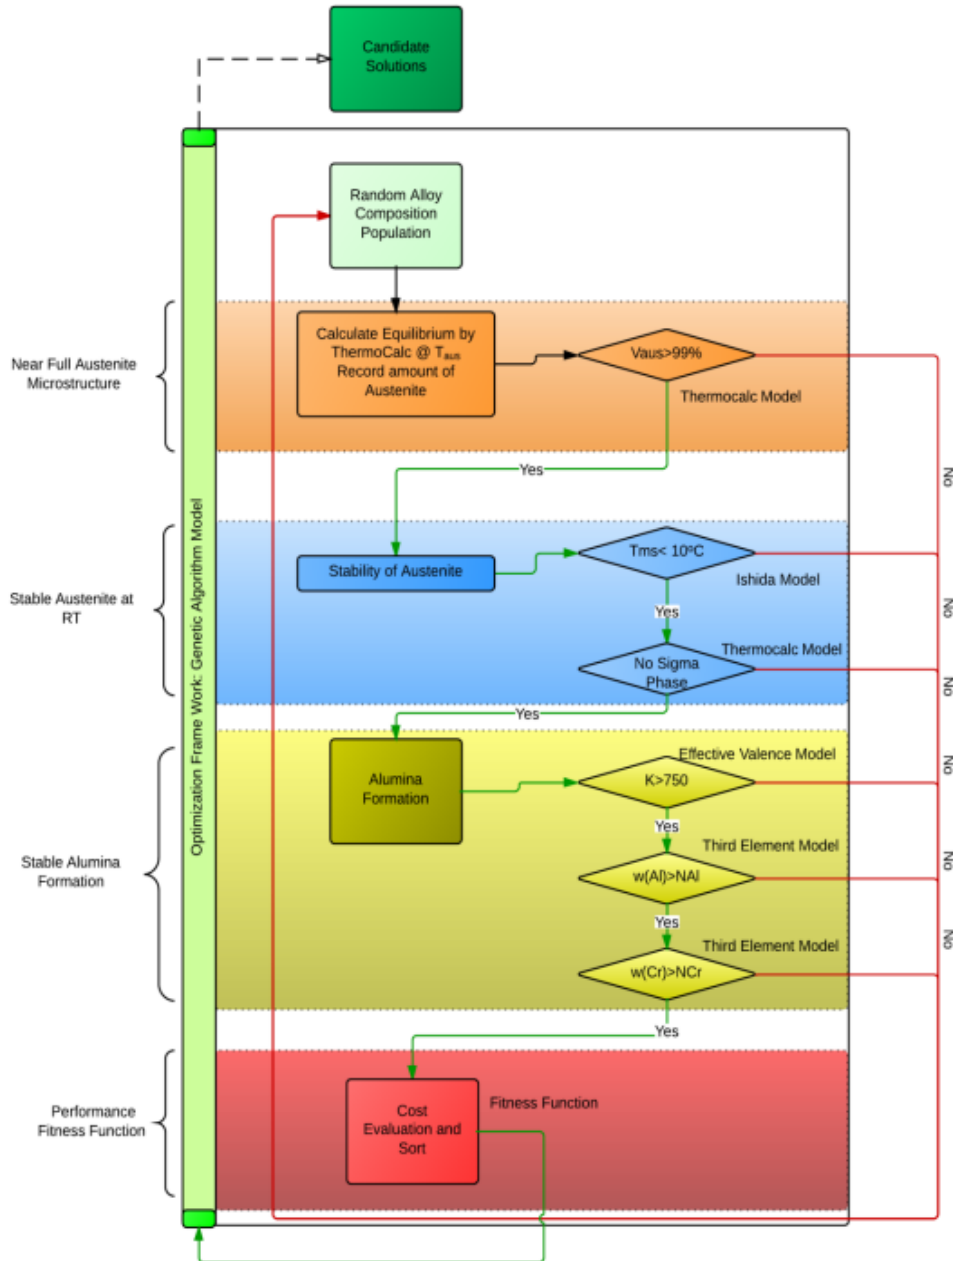 Candidate
Solutions
Random Alloy
Composition
Population
Near Full Austenite
Microstructure
Calculate Equilibrium by
ThermoCalc @ Taus
Record amount of
Austenite
Vaus>99%
Thermocalc Model
Yes
No
Stable Austenite at
RT
Stability of Austenite
Tms< 10ºC
Ishida Model
No
Yes
Thermocalc Model
No Sigma
Phase
No
Yes
Optimization Frame Work: Genetic Algorithm Model
Stable Alumina
Formation
Alumina
Formation
Effective Valence Model
K>750
No
Yes
Third Element Model
w(Al)>NAl
No
Yes
Third Element Model
w(Cr)>NCr
No
Yes
Performance
Fitness Function
Cost
Evaluation and
Sort
Fitness Function